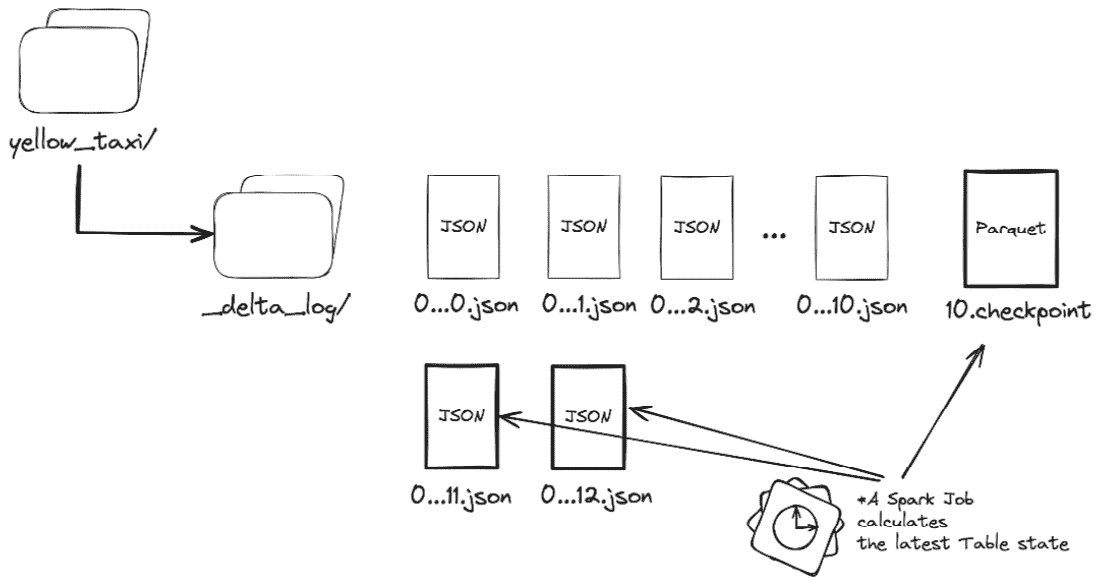 yellow_taxi/
_delta_log/
JSON
JSON
JSON
...
JSON
Parquet
0...0.json
0...1.json
0...2.json
0...10.json
10.checkpoint
JSON
JSON
0...11.json
0...12.json
*A Spark Job
calculates
the latest Table state